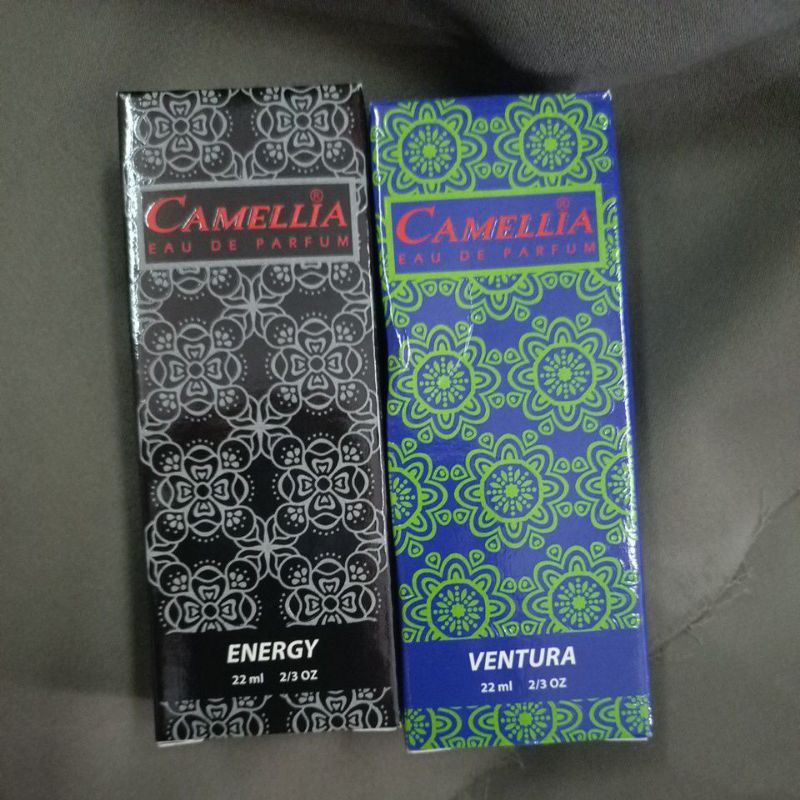 CAMELLIA®
EAU DE PARFUM
ENERGY
22 ml 2/3 OZ
CAMELLIA®
EAU DE PARFUM
VENTURA
22 ml 2/3 OZ